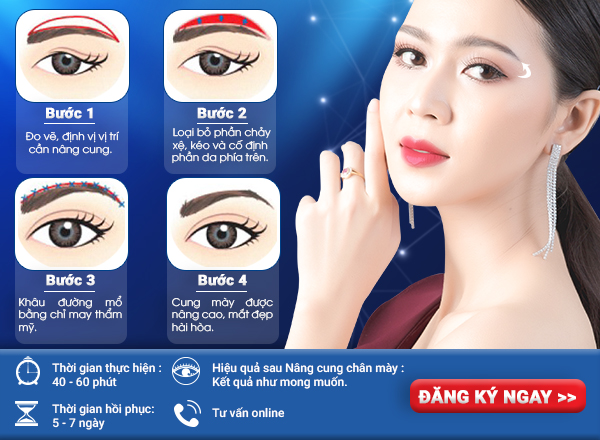 Bước 1
Đo vẽ, định vị vị trí
cần nâng cung.
Bước 2
Loại bỏ phần chảy
xệ, kéo và cố định
phần da phía trên.
Bước 3
Khâu đường mổ
bằng chỉ may thẩm
mỹ.
Bước 4
Cung mày được
nâng cao, mắt đẹp
hài hòa.
Thời gian thực hiện :
40 - 60 phút
Hiệu quả sau Nâng cung chân mày :
Kết quả như mong muốn.
Thời gian hồi phục:
5 - 7 ngày
Tư vấn online
ĐĂNG KÝ NGAY >>